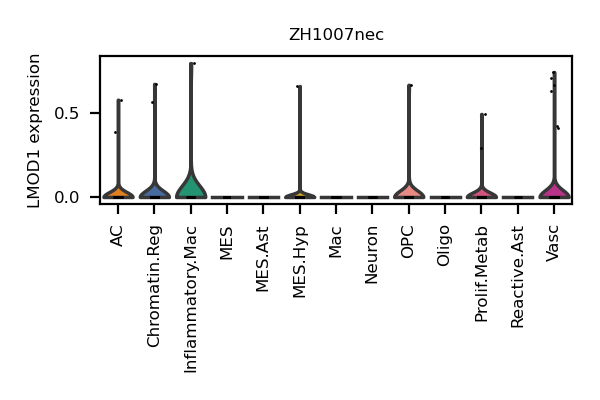 ZH1007nec
LMOD1 expression
0.5
0.0
AC
Chromatin.Reg
Inflammatory.Mac
MES
MES.Ast
MES.Hyp
Mac
Neuron
OPC
Oligo
Prolif.Metab
Reactive.Ast
Vasc